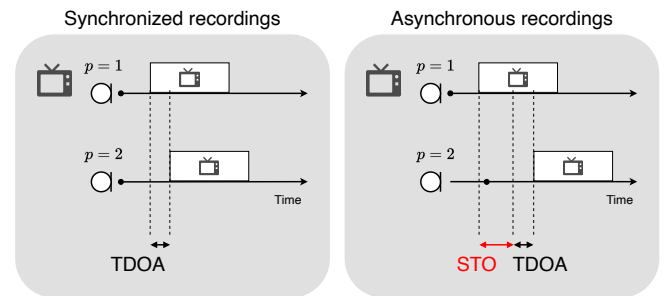 Synchronized recordings
p = 1
p = 2
Time
TDOA
Asynchronous recordings
p = 1
p = 2
Time
STO TDOA